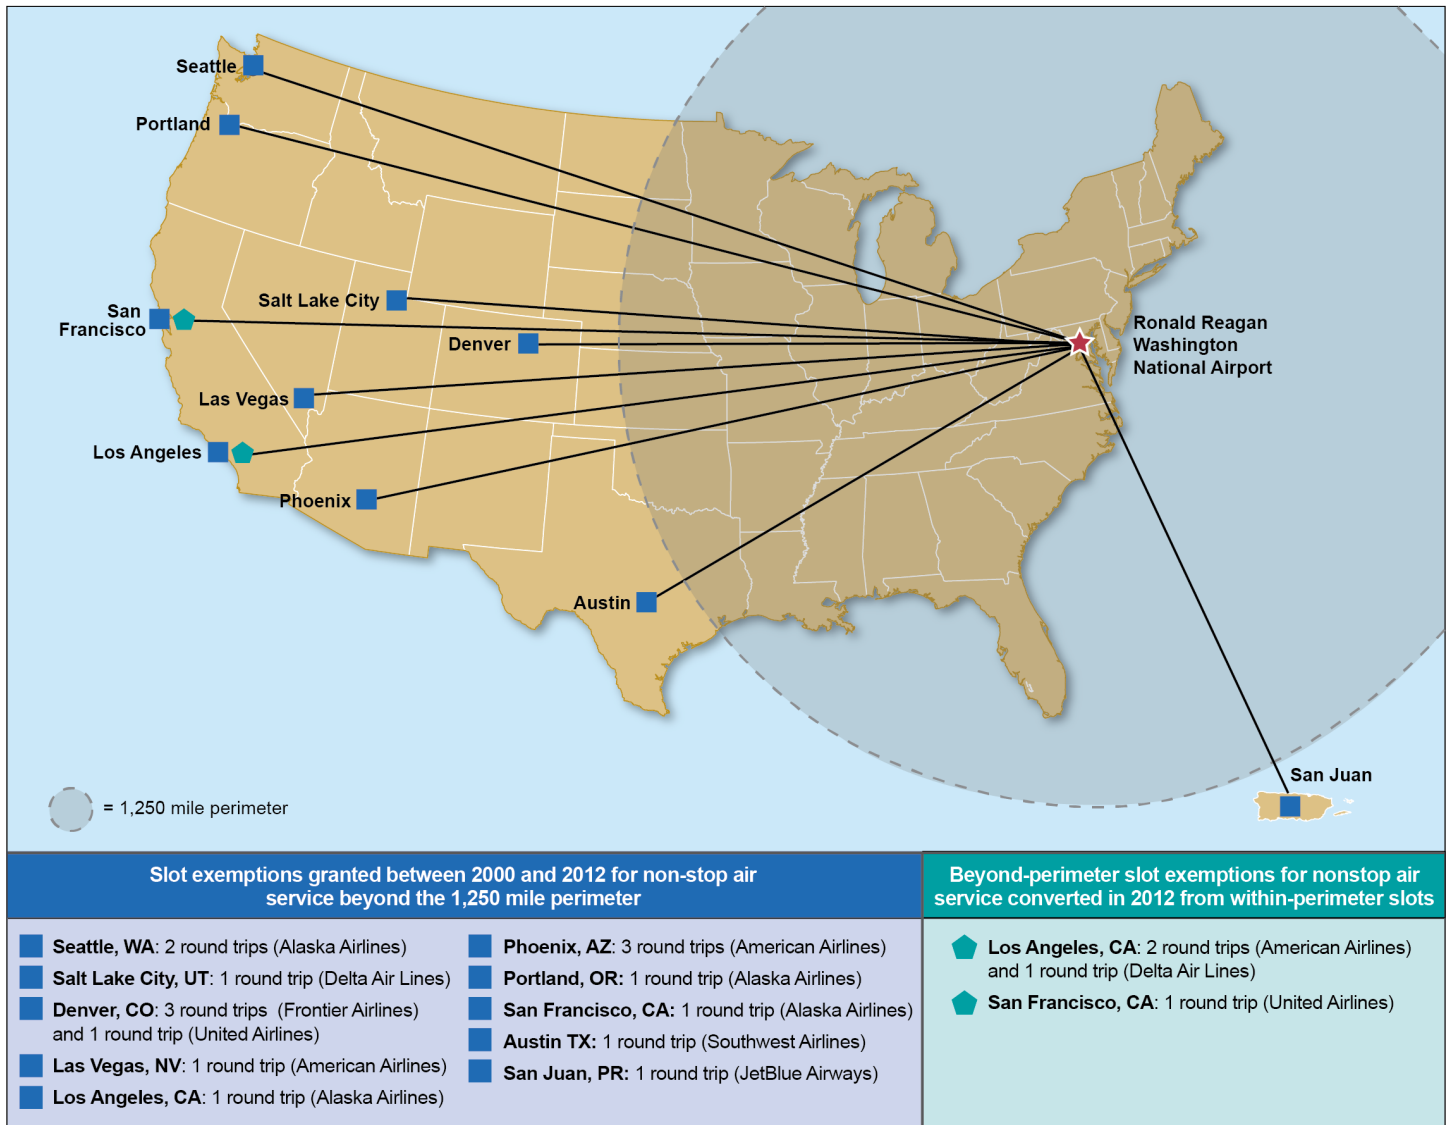 Seattle
Portland
Salt Lake City
San
Francisco
Denver
Ronald Reagan
Washington
National Airport
Las Vegas
Los Angeles
Phoenix
Austin
San Juan
= 1,250 mile perimeter
Slot exemptions granted between 2000 and 2012 for non-stop air
service beyond the 1,250 mile perimeter
Seattle, WA: 2 round trips (Alaska Airlines)
Salt Lake City, UT: 1 round trip (Delta Air Lines)
Denver, CO: 3 round trips (Frontier Airlines)
and 1 round trip (United Airlines)
Las Vegas, NV: 1 round trip (American Airlines)
Los Angeles, CA: 1 round trip (Alaska Airlines)
Phoenix, AZ: 3 round trips (American Airlines)
Portland, OR: 1 round trip (Alaska Airlines)
San Francisco, CA: 1 round trip (Alaska Airlines)
Austin TX: 1 round trip (Southwest Airlines)
San Juan, PR: 1 round trip (JetBlue Airways)
Beyond-perimeter slot exemptions for nonstop air
service converted in 2012 from within-perimeter slots
Los Angeles, CA: 2 round trips (American Airlines)
and 1 round trip (Delta Air Lines)
San Francisco, CA: 1 round trip (United Airlines)